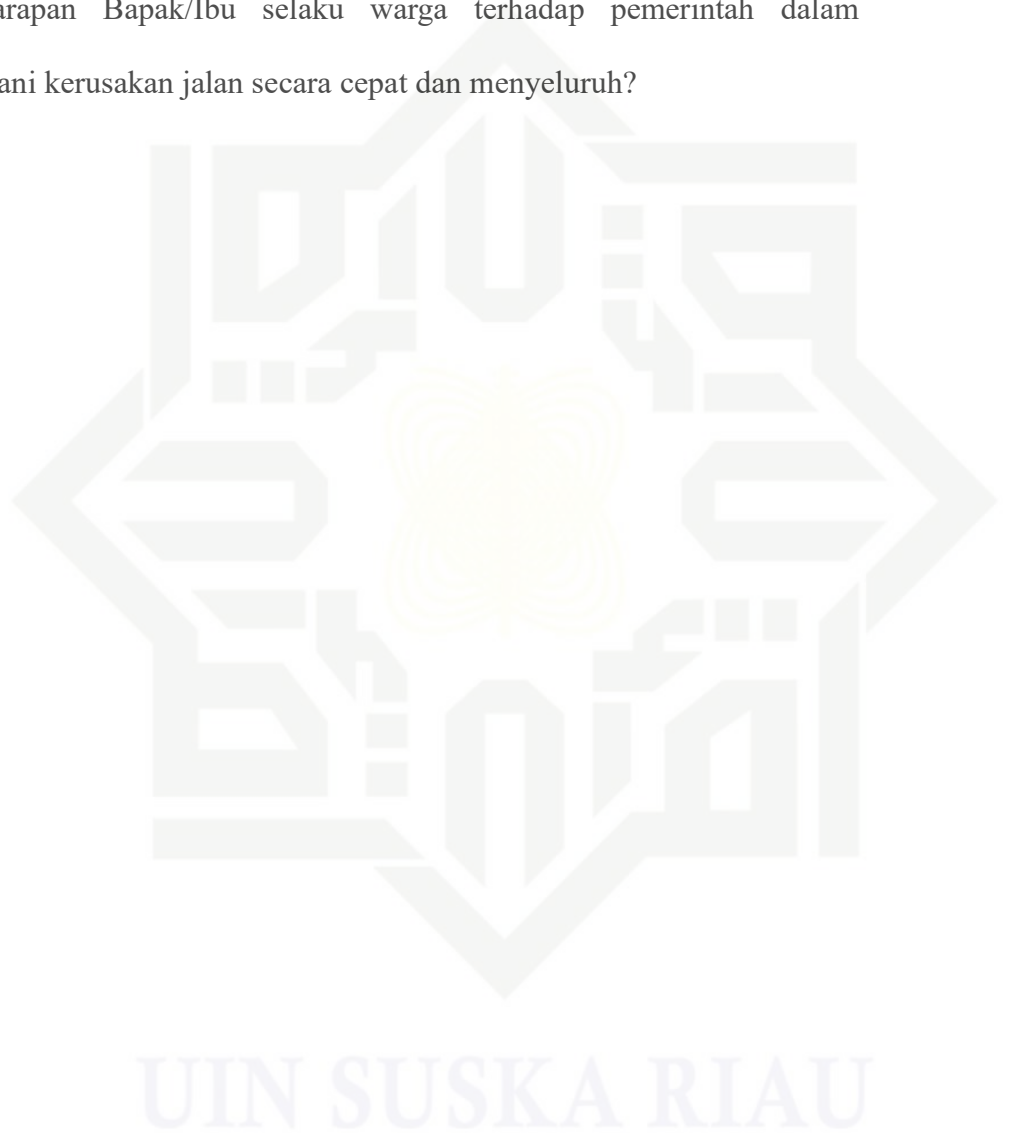 arapan Bapak/Ibu selaku warga terhadap pemerintah dalam
ani kerusakan jalan secara cepat dan menyeluruh?
UIN SUSKA RIAU